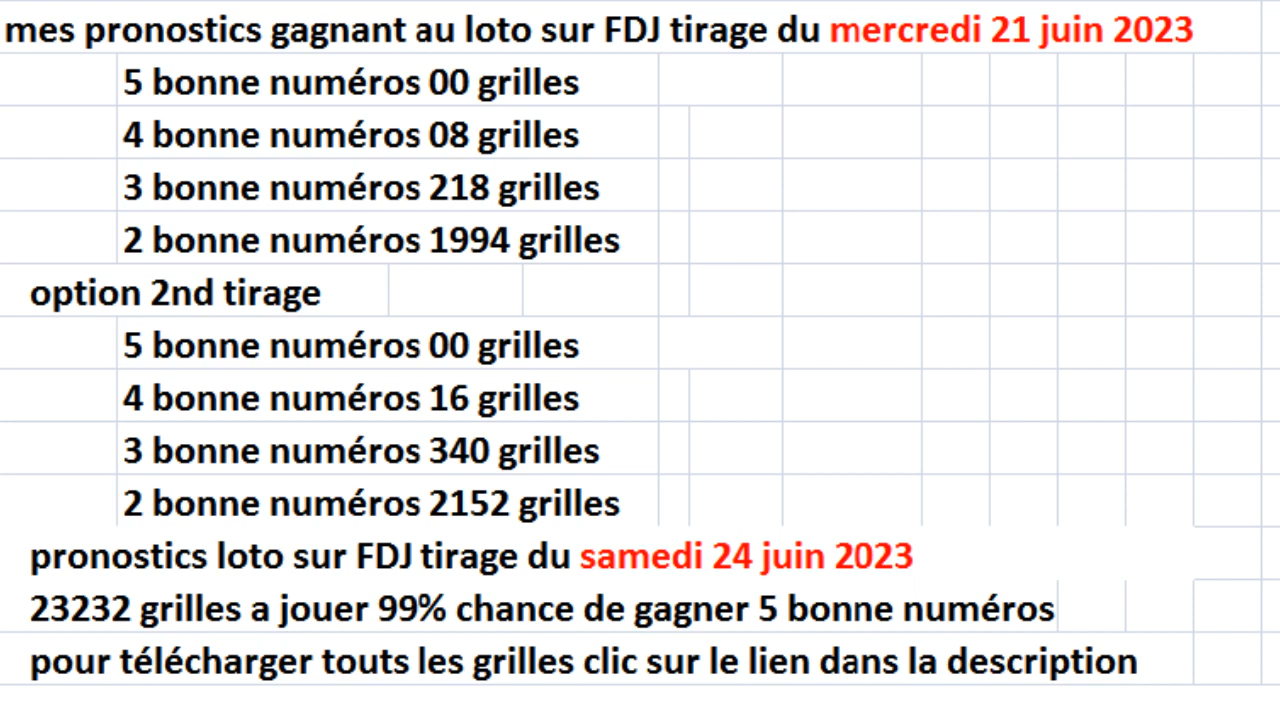 mes pronostics gagnant au loto sur FDJ tirage du mercredi 21 juin 2023
5 bonne numéros 00 grilles
4 bonne numéros 08 grilles
3 bonne numéros 218 grilles
2 bonne numéros 1994 grilles
option 2nd tirage
5 bonne numéros 00 grilles
4 bonne numéros 16 grilles
3 bonne numéros 340 grilles
2 bonne numéros 2152 grilles
pronostics loto sur FDJ tirage du samedi 24 juin 2023
23232 grilles a jouer 99% chance de gagner 5 bonne numéros
pour télécharger touts les grilles clic sur le lien dans la description